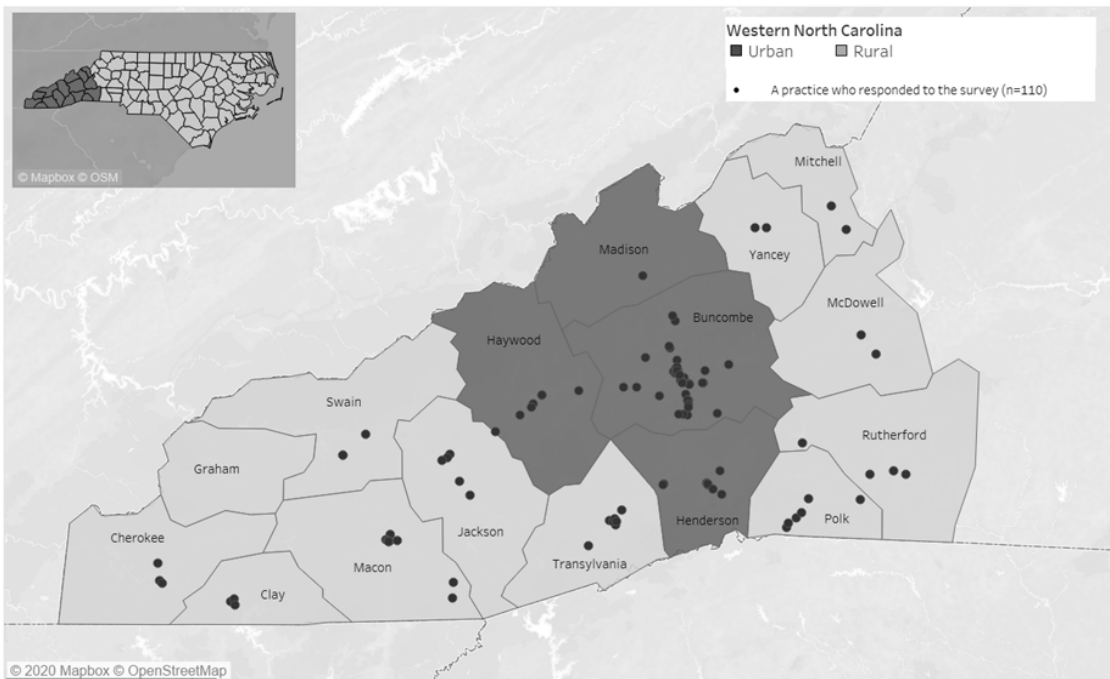 Western North Carolina
Urban Rural
A practice who responded to the survey (n=110)
© Mapbox © OSM
Mitchell
Madison
Yancey
McDowell
Buncombe
Haywood
Swain
Rutherford
Graham
Polk
Henderson
Jackson
Cherokee
Transylvania
Macon
Clay
© 2020 Mapbox © OpenStreetMap